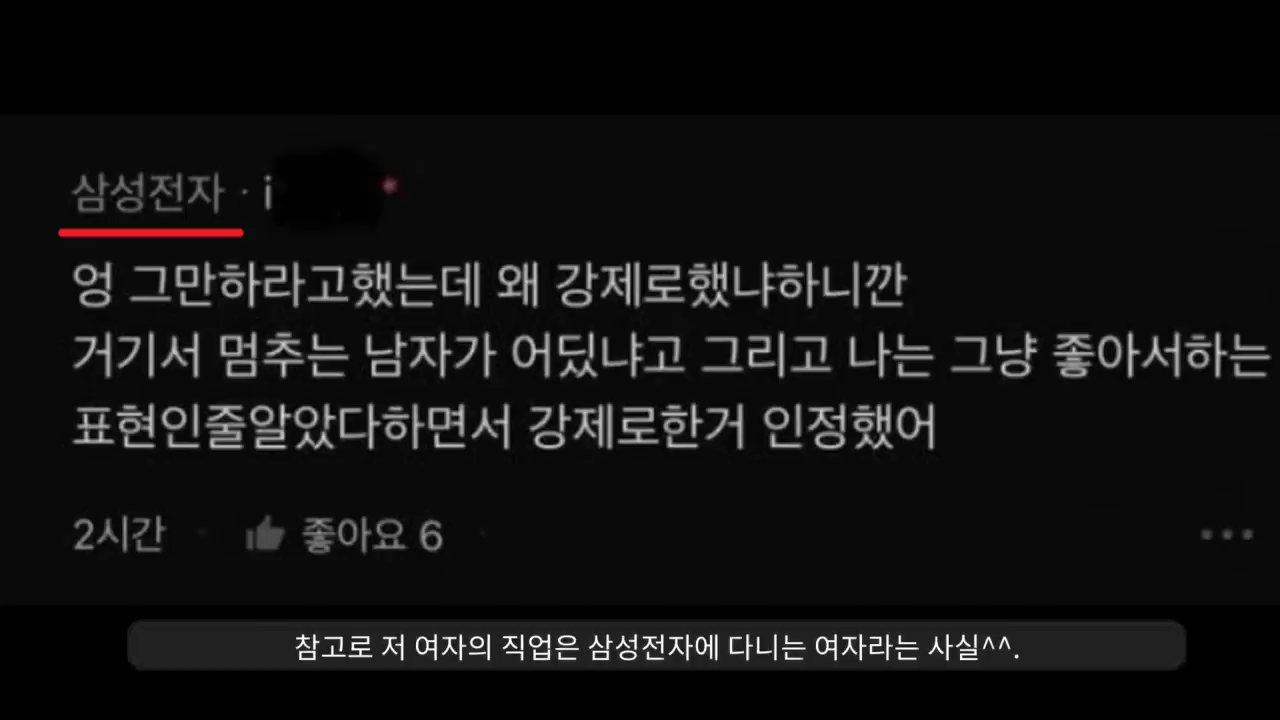 삼성전자 · i
엉 그만하라고했는데 왜 강제로했냐하니깐
거기서 멈추는 남자가 어딨냐고 그리고 나는 그냥 좋아서하는
표현인줄알았다하면서 강제로한거 인정했어
2시간 · 좋아요 6 ·
참고로 저 여자의 직업은 삼성전자에 다니는 여자라는 사실^^.